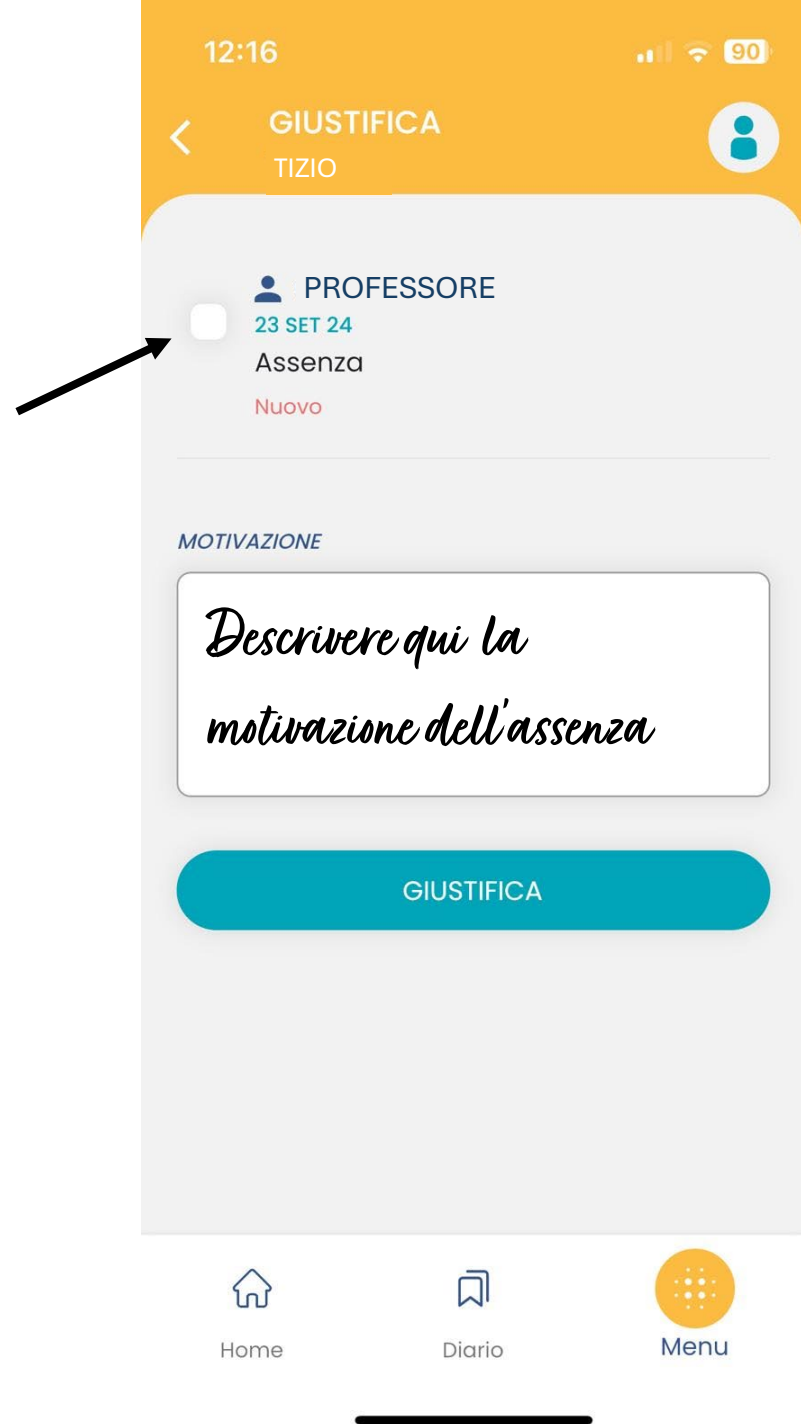 12:16
90
GIUSTIFICA
TIZIO
PROFESSORE
23 SET 24
Assenza
Nuovo
MOTIVAZIONE
Descrivere qui la
motivazione dell'assenza
GIUSTIFICA
Home
Diario
Menu